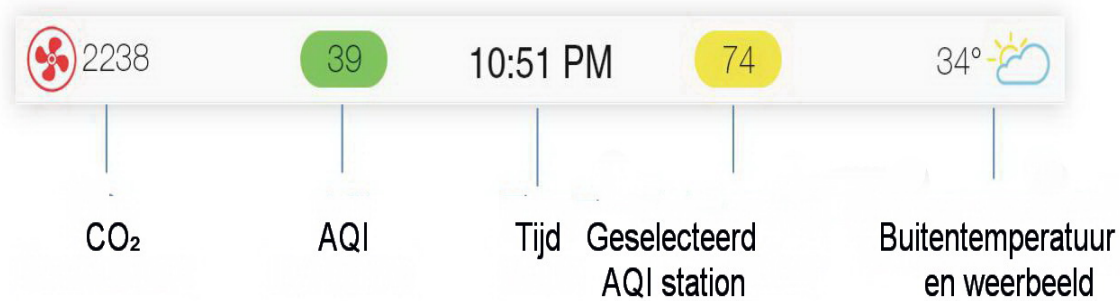 2238 39 10:51 PM 74 34°
CO₂ AQI Tijd Geselecteerd Buitentemperatuur
AQI station en weerbeeld